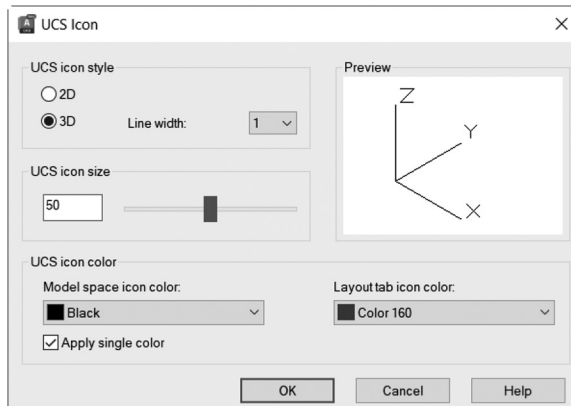 UCS Icon
UCS icon style
2D
3D
Line width:
1
UCS icon size
50
Preview
Z
Y
X
UCS icon color
Model space icon color:
Black
Apply single color
Layout tab icon color:
Color 160
OK
Cancel
Help